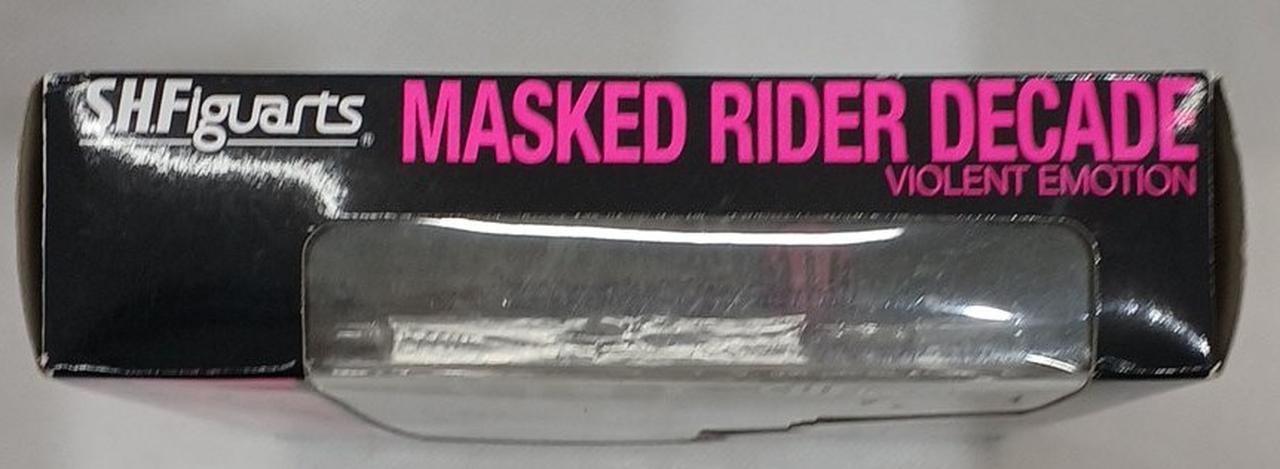 S.H.Figuarts®
MASKED RIDER DECADE
VIOLENT EMOTION